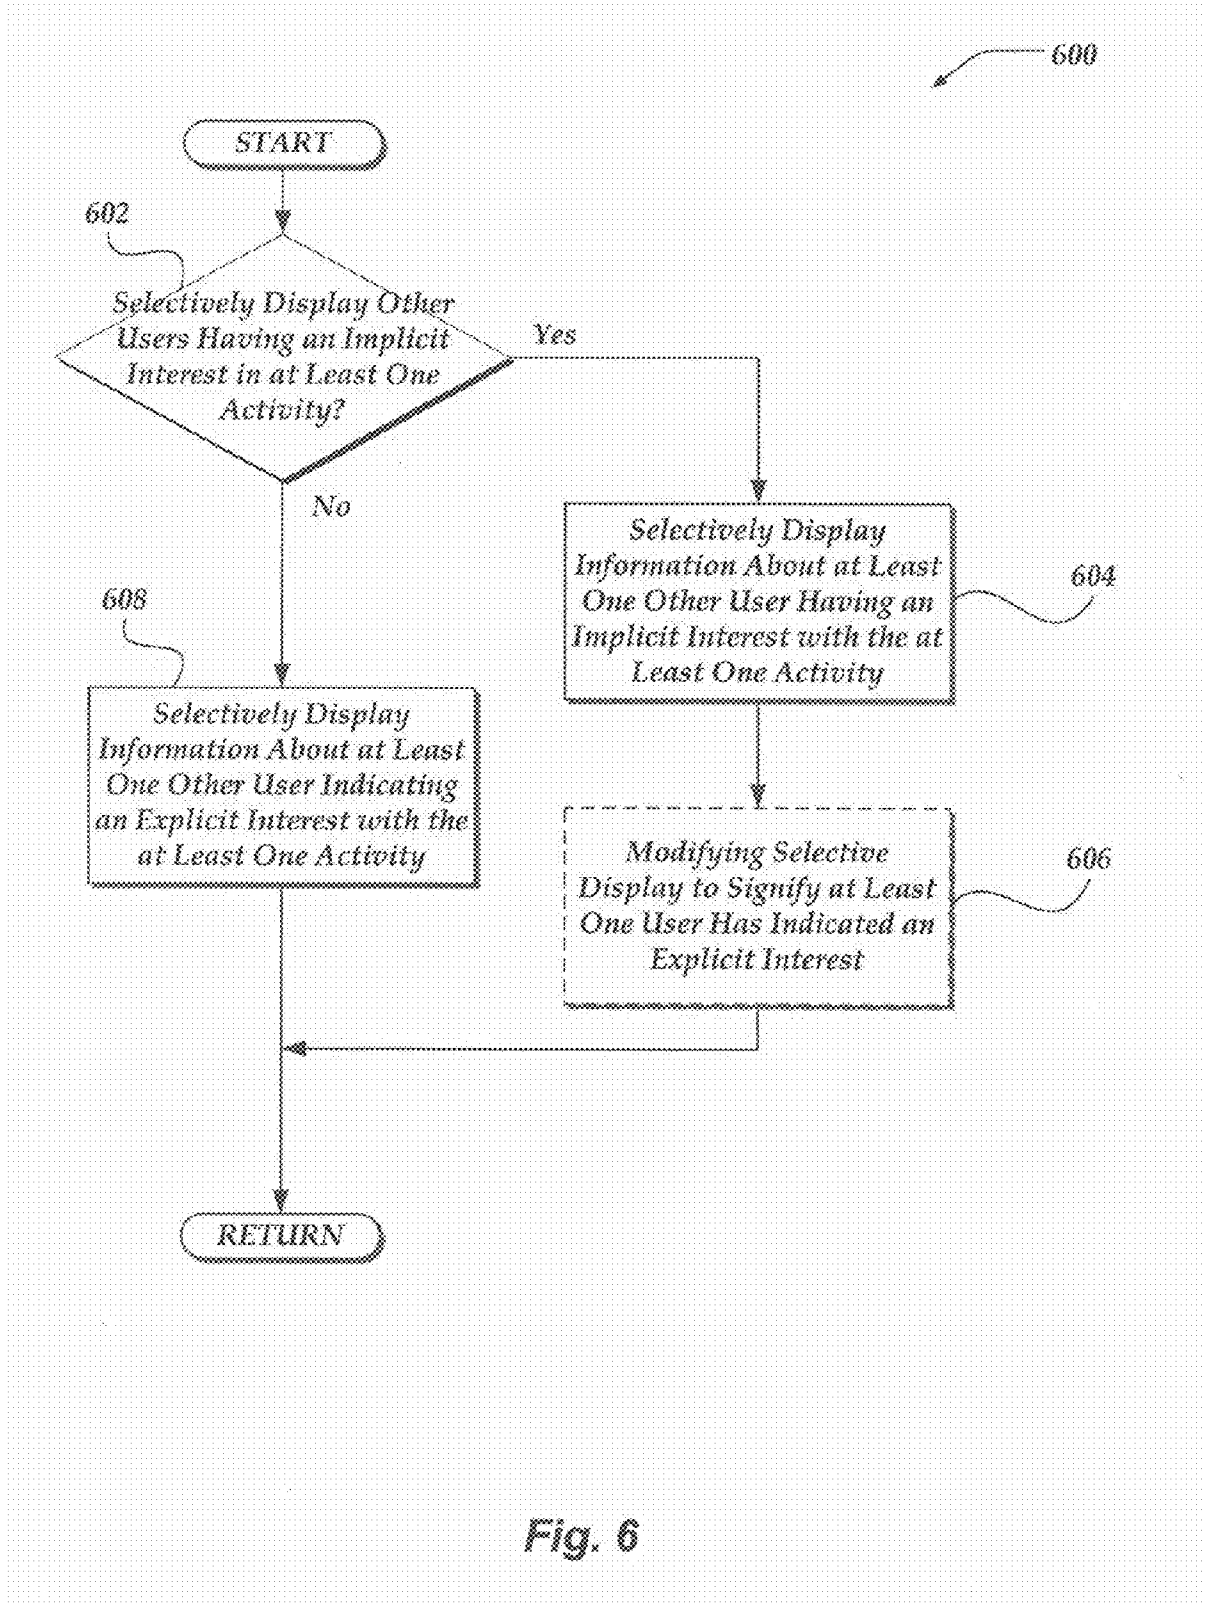 600
START
602
Selectively Display Other
Users Having an Implicit
Interest in at Least One
Activity?
Yes
No
Selectively Display
Information About at Least
One Other User Having an
Implicit Interest with the at
Least One Activity
604
608
Selectively Display
Information About at Least
One Other User Indicating
an Explicit Interest with the
at Least One Activity
Modifying Selective
Display to Signify at Least
One User Has Indicated an
Explicit Interest
606
RETURN
Fig. 6